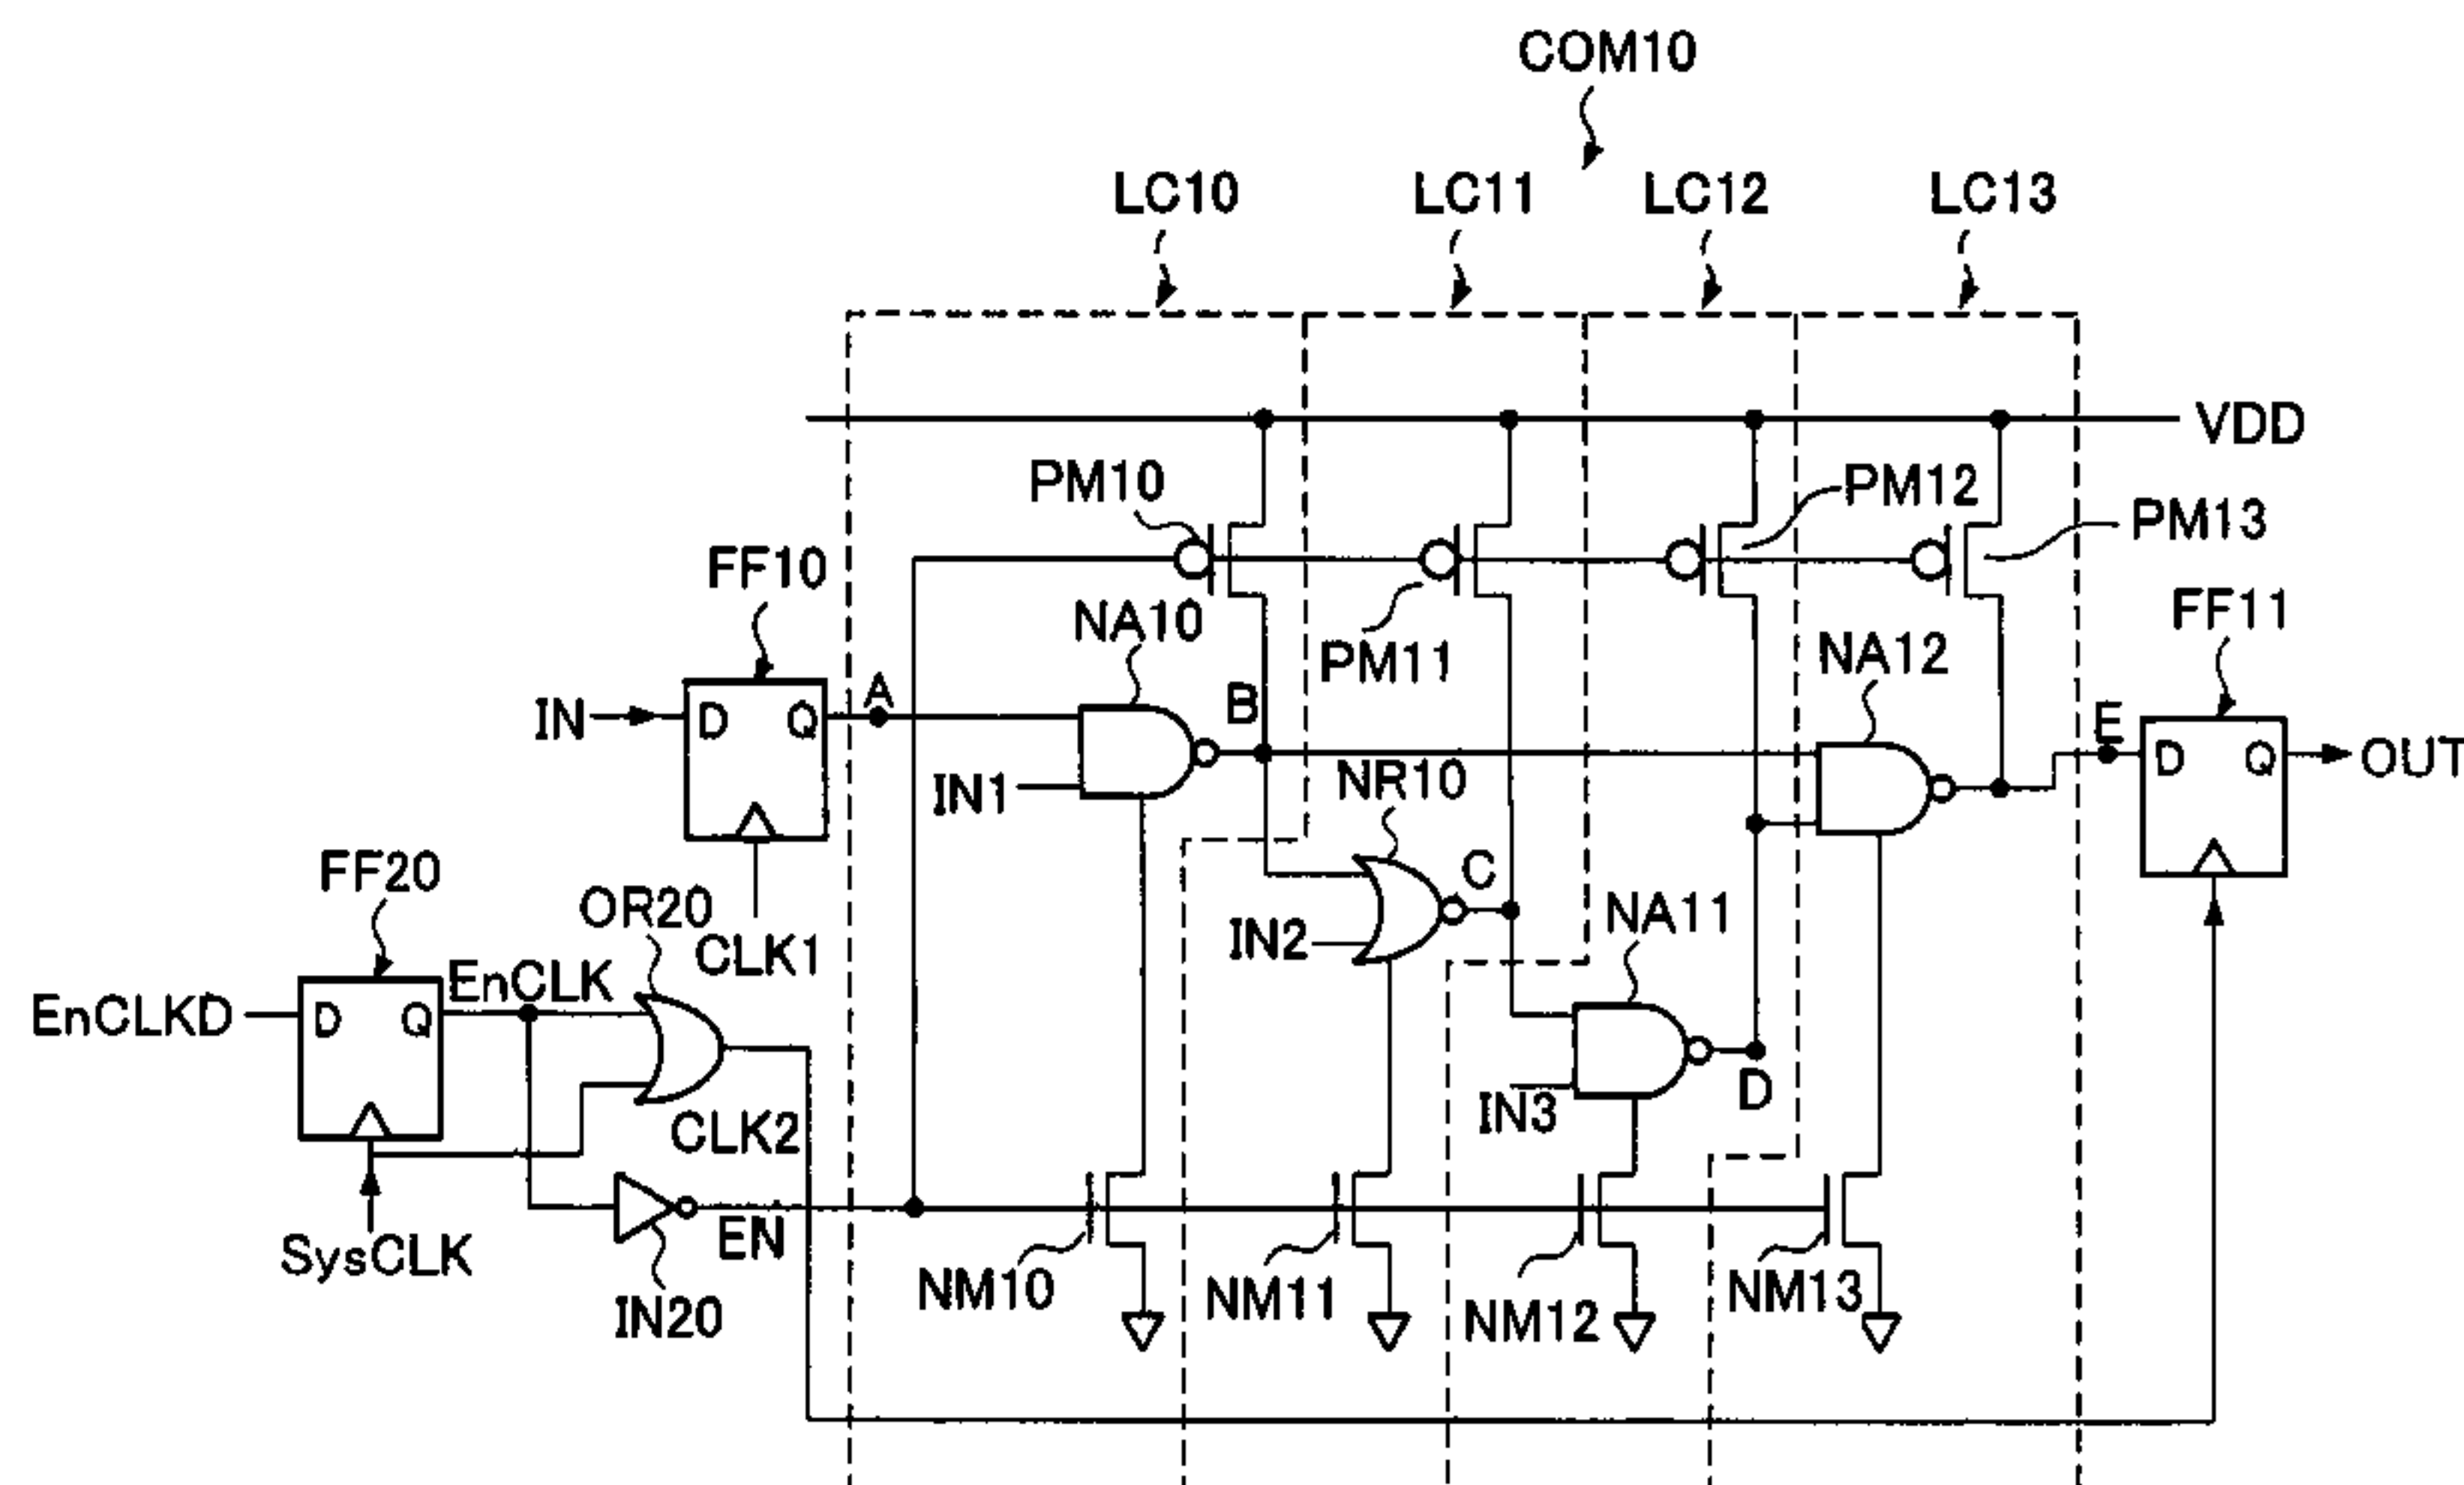 COM10
LC10
LC11
LC12
LC13
VDD
PM10
PM12
PM13
FF10
NA10
PM11
NA12
FF11
IN
D
Q
A
B
E
D
Q
OUT
IN1
NR10
FF20
OR20
C
NA11
CLK1
IN2
EnCLK
EnCLKD
D
Q
CLK2
IN3
D
SysCLK
EN
IN20
NM10
NM11
NM12
NM13